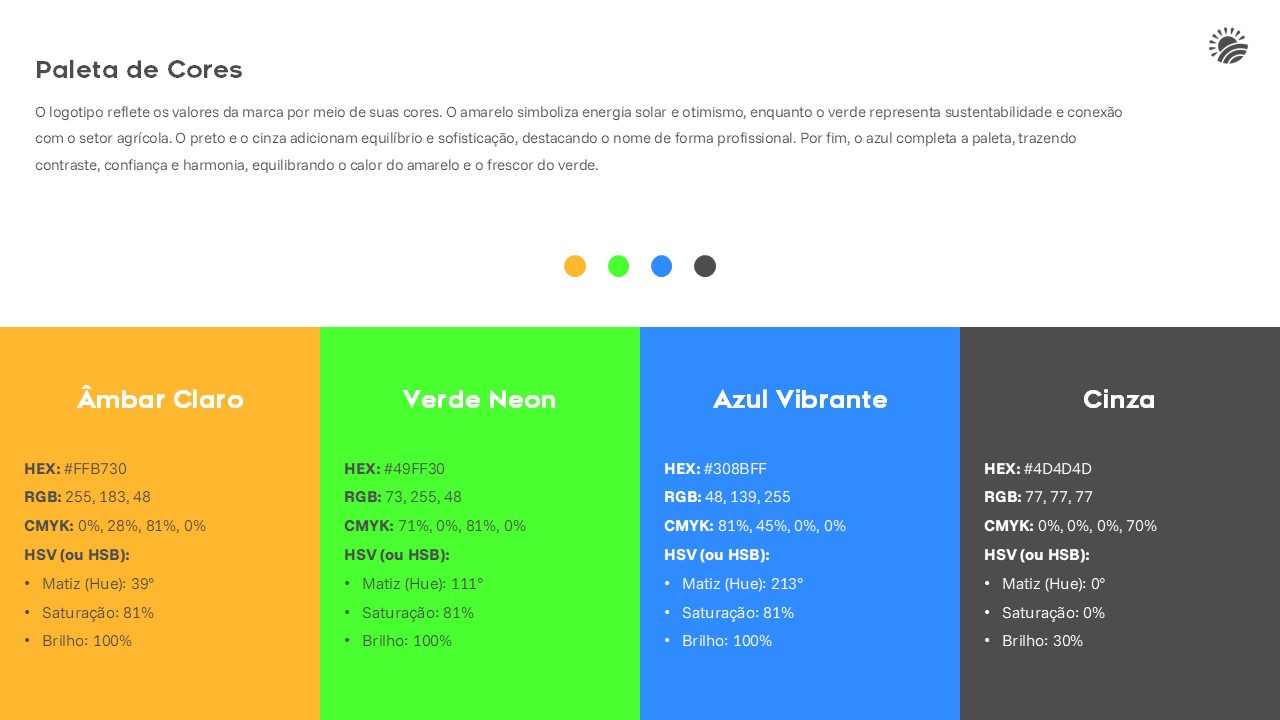 Paleta de Cores
O logotipo reflete os valores da marca por meio de suas cores. O amarelo simboliza energia solar e otimismo, enquanto o verde representa sustentabilidade e conexão
com o setor agrícola. O preto e o cinza adicionam equilíbrio e sofisticação, destacando o nome de forma profissional. Por fim, o azul completa a paleta, trazendo
contraste, confiança e harmonia, equilibrando o calor do amarelo e o frescor do verde.
Âmbar Claro
HEX: #FFB730
RGB: 255, 183, 48
CMYK: 0%, 28%, 81%, 0%
HSV (ou HSB):
• Matiz (Hue): 39°
• Saturação: 81%
• Brilho: 100%
Verde Neon
HEX: #49FF30
RGB: 73, 255, 48
CMYK: 71%, 0%, 81%, 0%
HSV (ou HSB):
• Matiz (Hue): 111°
• Saturação: 81%
• Brilho: 100%
Azul Vibrante
HEX: #308BFF
RGB: 48, 139, 255
CMYK: 81%, 45%, 0%, 0%
HSV (ou HSB):
• Matiz (Hue): 213°
• Saturação: 81%
• Brilho: 100%
Cinza
HEX: #4D4D4D
RGB: 77, 77, 77
CMYK: 0%, 0%, 0%, 70%
HSV (ou HSB):
• Matiz (Hue): 0°
• Saturação: 0%
• Brilho: 30%